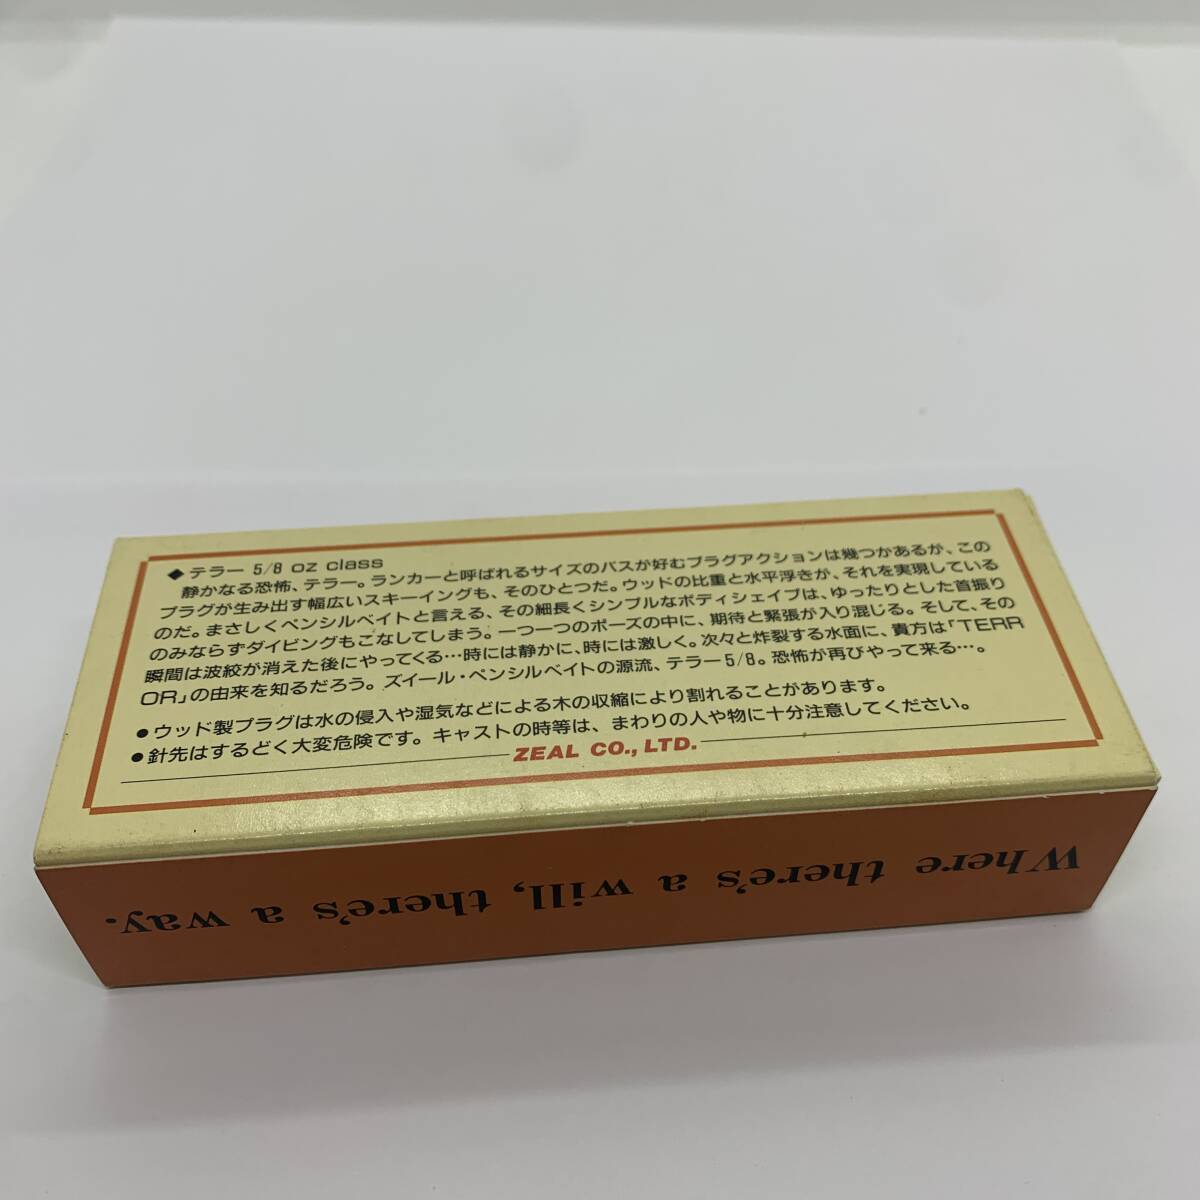 ◆テラー 5/8 oz class
静かなる恐怖、テラー。ランカーと呼ばれるサイズのバスが好むプラグアクションは幾つかあるが、この
プラグが生み出す幅広いスキーイングも、そのひとつだ。ウッドの比重と水平浮きが、それを実現している
のだ。まさしくペンシルベイトと言える、その細長くシンプルなボディシェイプは、ゆったりとした首振り
のみならずダイビングもこなしてしまう。一つ一つのポーズの中に、期待と緊張が入り混じる。そして、その
瞬間は波紋が消えた後にやってくる…時には静かに、時には激しく。次々と炸裂する水面に、貴方は「TERR
OR」の由来を知るだろう。ズイール・ペンシルベイトの源流、テラー5/8。恐怖が再びやって来る…。
●ウッド製プラグは水の侵入や湿気などによる木の収縮により割れることがあります。
●針先はするどく大変危険です。キャストの時等は、まわりの人や物に十分注意してください。
ZEAL CO., LTD.
Where there's a will, there's a way.